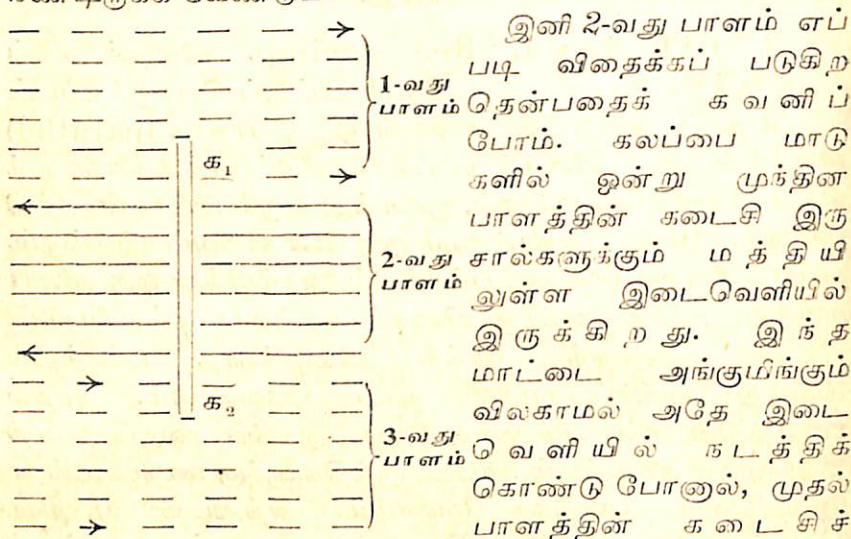 இனி 2-வது பாளம் எப்
படி விதைக்கப் படுகிற
1-வது
பாளம்
தென்பதைக் கவனிப்
போம். கலப்பை மாடு
க₁
களில் ஒன்று முந்தின
பாளத்தின் கடைசி இரு
2-வது
பாளம்
சால்களுக்கும் மத்தியி
லுள்ள இடைவெளியில்
இருக்கிறது. இந்த
மாட்டை அங்குமிங்கும்
க₂
விலகாமல் அதே இடை
3-வது
பாளம்
வெளியில் நடத்திக்
கொண்டு போனால், முதல்
பாளத்தின் கடைசிச்